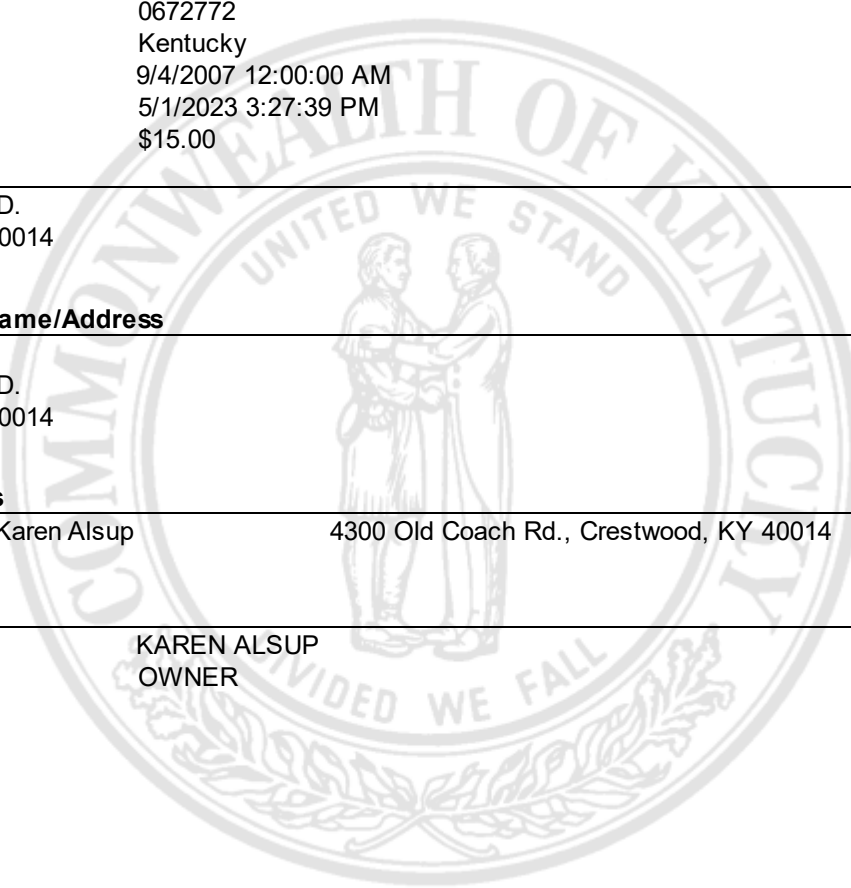 0672772
Kentucky
9/4/2007 12:00:00 AM
5/1/2023 3:27:39 PM
$15.00
D.
0014
ame/Address
D.
0014
s
Karen Alsup 4300 Old Coach Rd., Crestwood, KY 40014
KAREN ALSUP
OWNER
COMMONWEALTH OF KENTUCKY
UNITED WE STAND
DIVIDED WE FALL